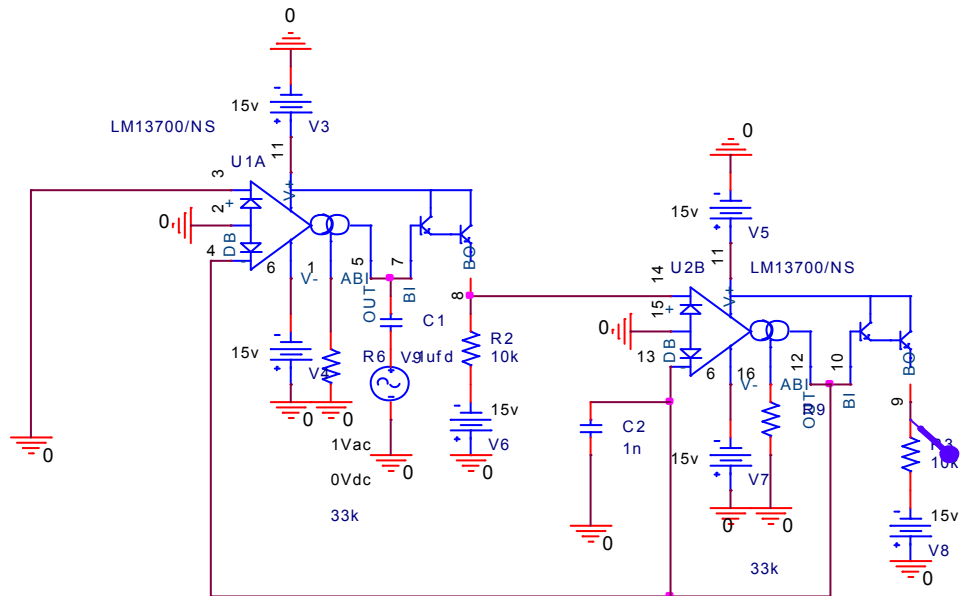 0
15v
V3
LM13700/NS
11
U1A
V+
3
2
+
0
DB
4
-
6
V-
1
ABI
5
OUT
7
BI
BO
8
15v
V4
R6
C1
.1ufd
V9
1Vac
0Vdc
33k
R2
10k
15v
V6
0
0
0
0
0
0
15v
V5
11
LM13700/NS
U2B
V+
14
15
+
0
DB
13
-
6
V-
16
ABI
12
OUT
10
BI
BO
9
C2
1n
15v
V7
R9
33k
R3
10k
15v
V8
0
0
0
0